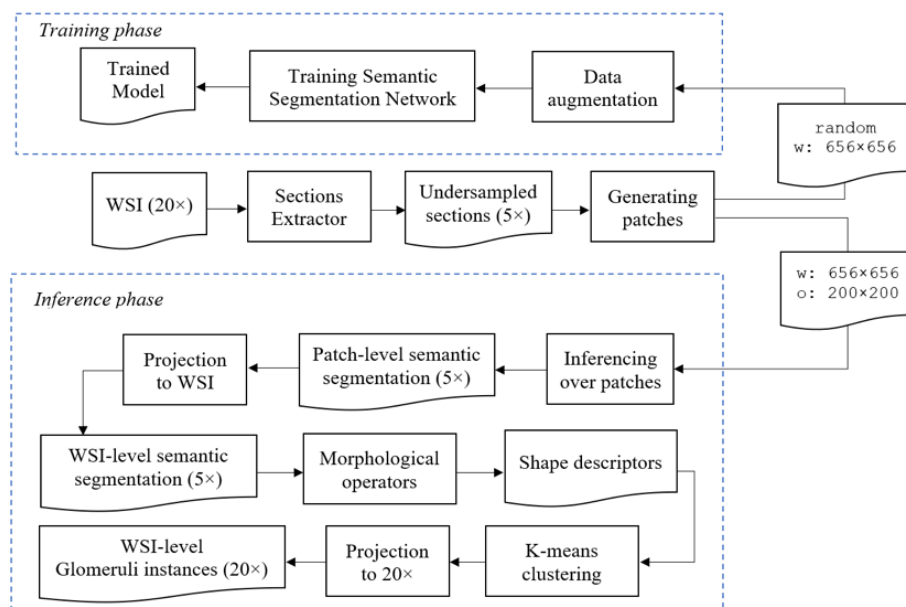 Training phase
Trained
Model
Training Semantic
Segmentation Network
Data
augmentation
random
w: 656×656
WSI (20×)
Sections
Extractor
Undersampled
sections (5×)
Generating
patches
w: 656×656
o: 200×200
Inference phase
Projection
to WSI
Patch-level semantic
segmentation (5×)
Inferencing
over patches
WSI-level semantic
segmentation (5×)
Morphological
operators
Shape descriptors
WSI-level
Glomeruli instances (20×)
Projection
to 20×
K-means
clustering